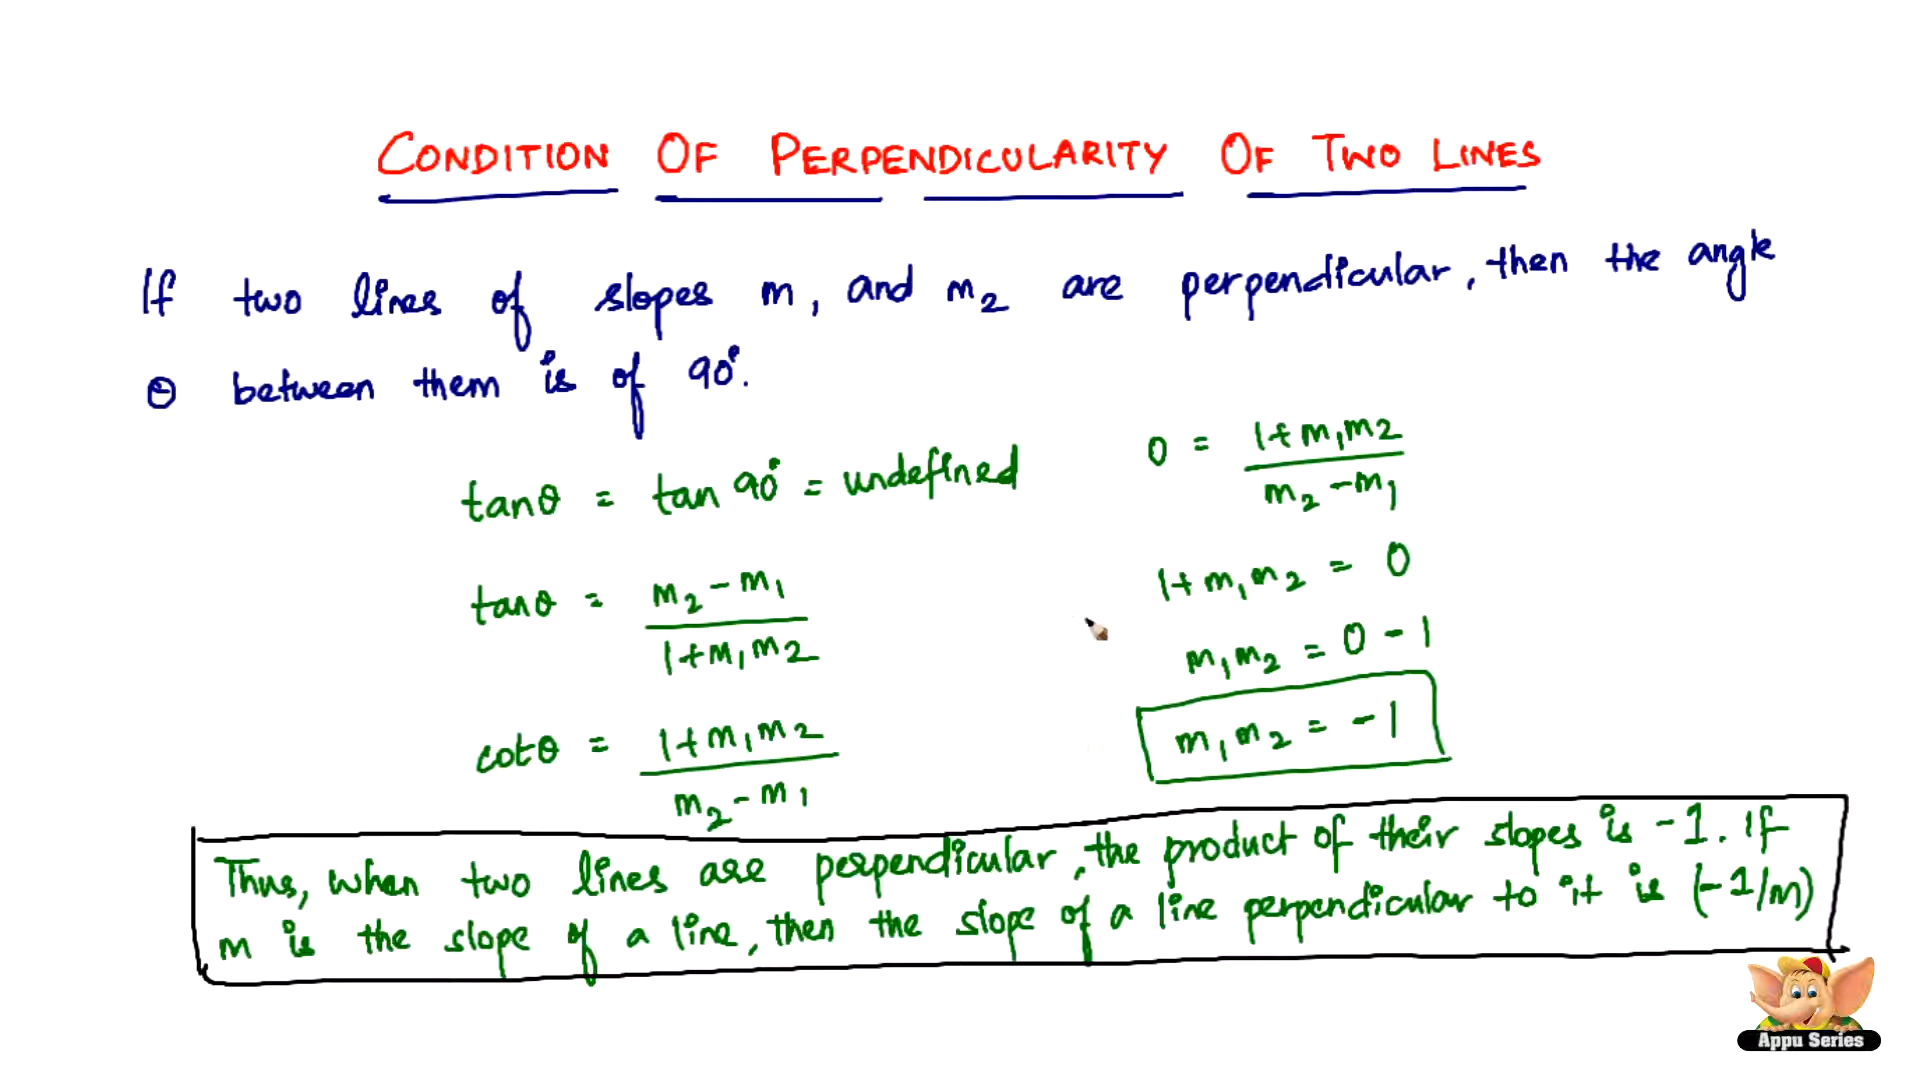 CONDITION OF PERPENDICULARITY OF TWO LINES
If two lines of slopes m₁ and m₂ are perpendicular, then the angle
θ between them is of 90°.
tanθ = tan 90° = undefined
tanθ = (m₂ - m₁)/(1+m₁m₂)
cotθ = (1+m₁m₂)/(m₂ - m₁)
0 = (1+m₁m₂)/(m₂ - m₁)
1+m₁m₂ = 0
m₁m₂ = 0 - 1
m₁m₂ = -1
Thus, when two lines are perpendicular, the product of their slopes is -1. If
m is the slope of a line, then the slope of a line perpendicular to it is (-1/m)
Appu Series